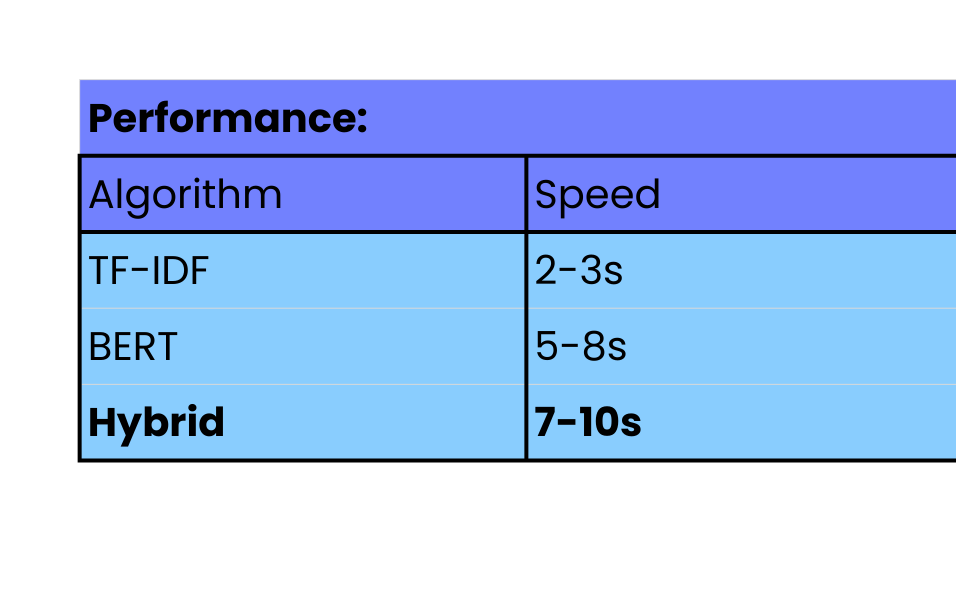 Performance:
Algorithm Speed
TF-IDF 2-3s
BERT 5-8s
Hybrid 7-10s